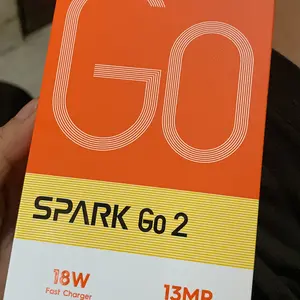 GO
SPARK Go 2
18W 13MP
Fast Charger